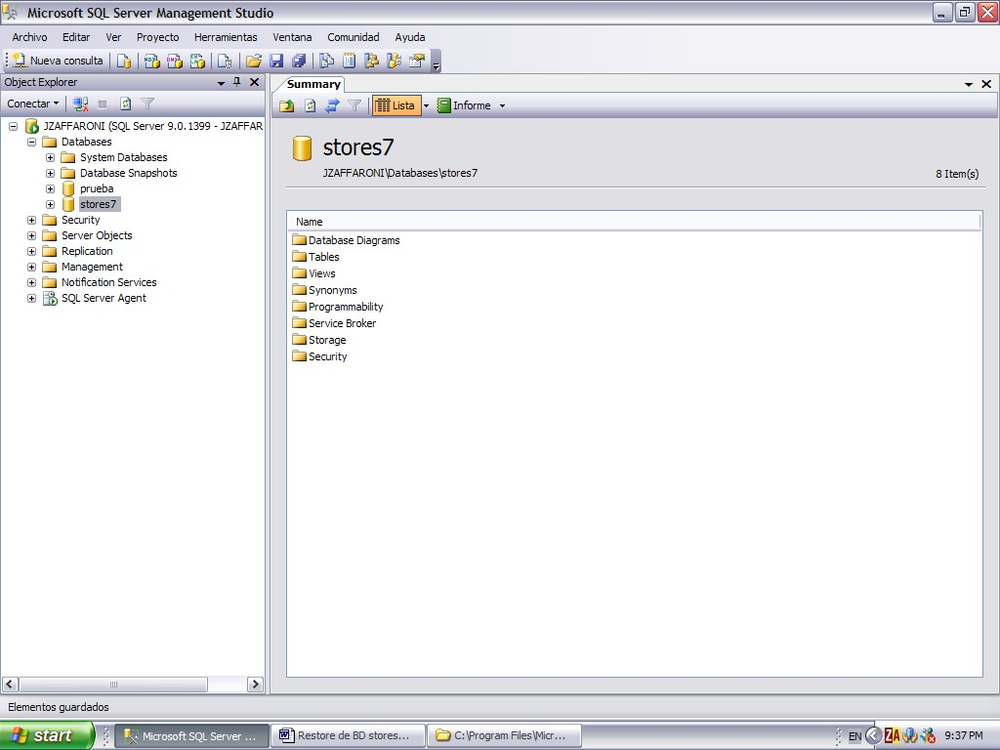 Microsoft SQL Server Management Studio
Archivo Editar Ver Proyecto Herramientas Ventana Comunidad Ayuda
Nueva consulta
Object Explorer
Conectar
JZAFFARONI (SQL Server 9.0.1399 - JZAFFAR
Databases
System Databases
Database Snapshots
prueba
stores7
Security
Server Objects
Replication
Management
Notification Services
SQL Server Agent
Summary
Lista Informe
stores7
JZAFFARONI\Databases\stores7
8 Item(s)
Name
Database Diagrams
Tables
Views
Synonyms
Programmability
Service Broker
Storage
Security
Elementos guardados
start Microsoft SQL Server ... Restore de BD stores... C:\Program Files\Micr... EN ZA 9:37 PM